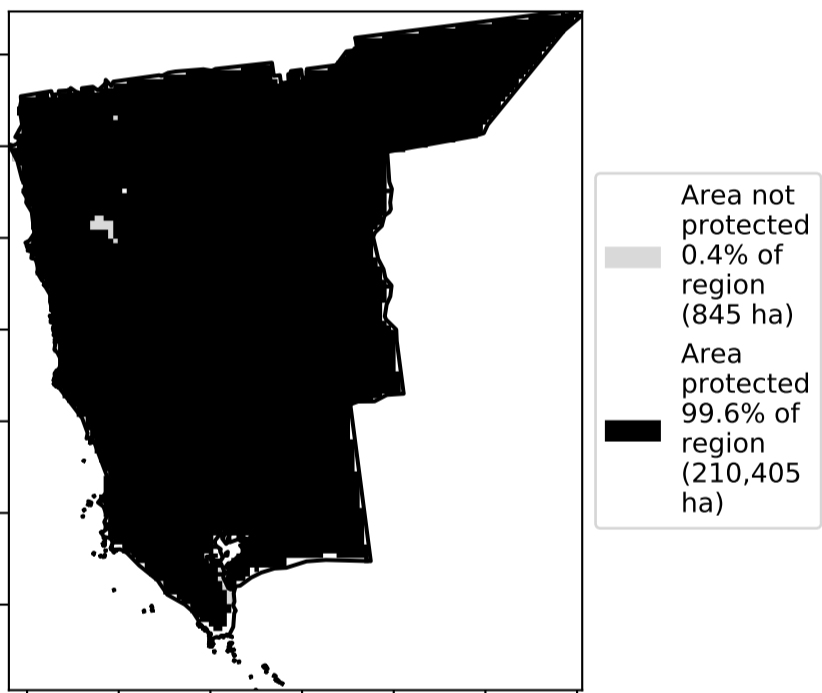 Area not
protected
0.4% of
region
(845 ha)
Area
protected
99.6% of
region
(210,405
ha)